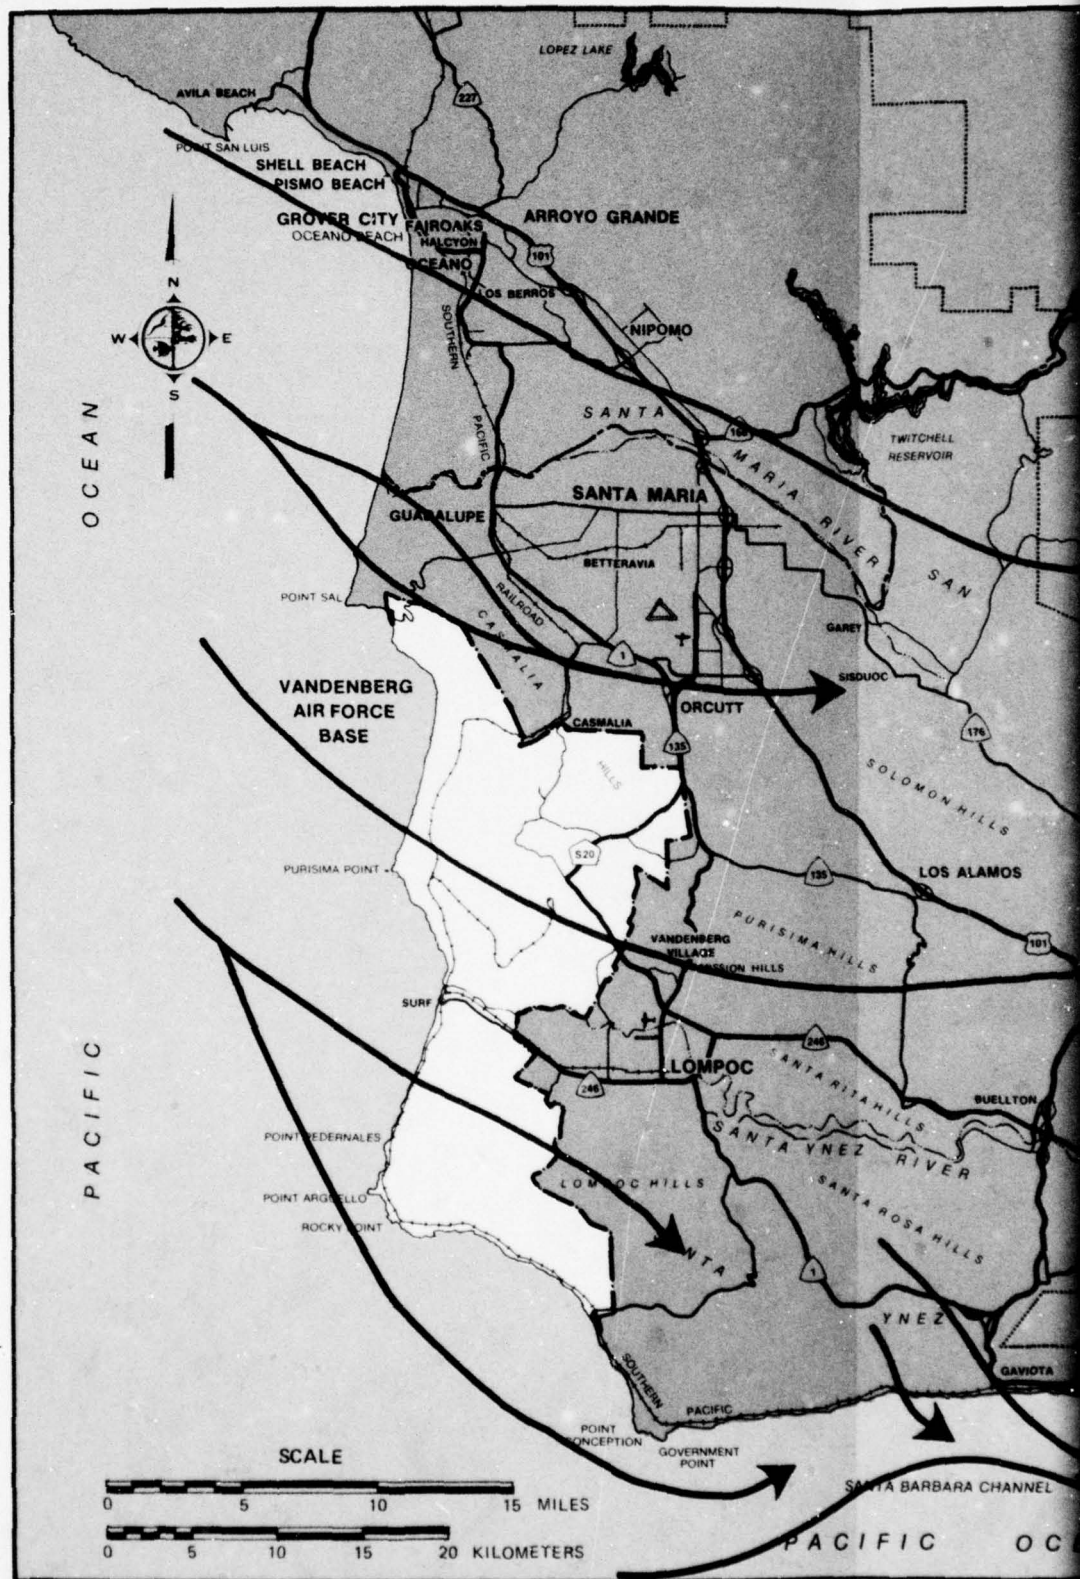 LOPEZ LAKE
AVILA BEACH
227
POINT SAN LUIS
SHELL BEACH
PISMO BEACH
GROVER CITY
OCEANO BEACH
FAIROAKS
HALCYON
OCEANO
ARROYO GRANDE
101
LOS BERROS
N
W
E
S
NIPOMO
SOUTHERN
PACIFIC
RAILROAD
SANTA
MARIA
RIVER
166
TWITCHELL
RESERVOIR
OCEAN
SANTA MARIA
GUADALUPE
BETTERAVIA
SAN
POINT SAL
CASMALIA
GAREY
1
SISDUOC
VANDENBERG
AIR FORCE
BASE
ORCUTT
CASMALIA
135
176
HILLS
SOLOMON HILLS
S20
PURISIMA POINT
135
LOS ALAMOS
PURISIMA HILLS
VANDENBERG
VILLAGE
MISSION HILLS
101
SURF
246
LOMPOC
SANTA RITA HILLS
246
BUELLTON
PACIFIC
POINT PEDERNALES
SANTA YNEZ RIVER
LOMPOC HILLS
SANTA ROSA HILLS
POINT ARGUELLO
ROCKY POINT
NTA
1
YNEZ
GAVIOTA
SOUTHERN
PACIFIC
POINT
CONCEPTION
GOVERNMENT
POINT
SCALE
0 5 10 15 MILES
0 5 10 15 20 KILOMETERS
SANTA BARBARA CHANNEL
PACIFIC OC